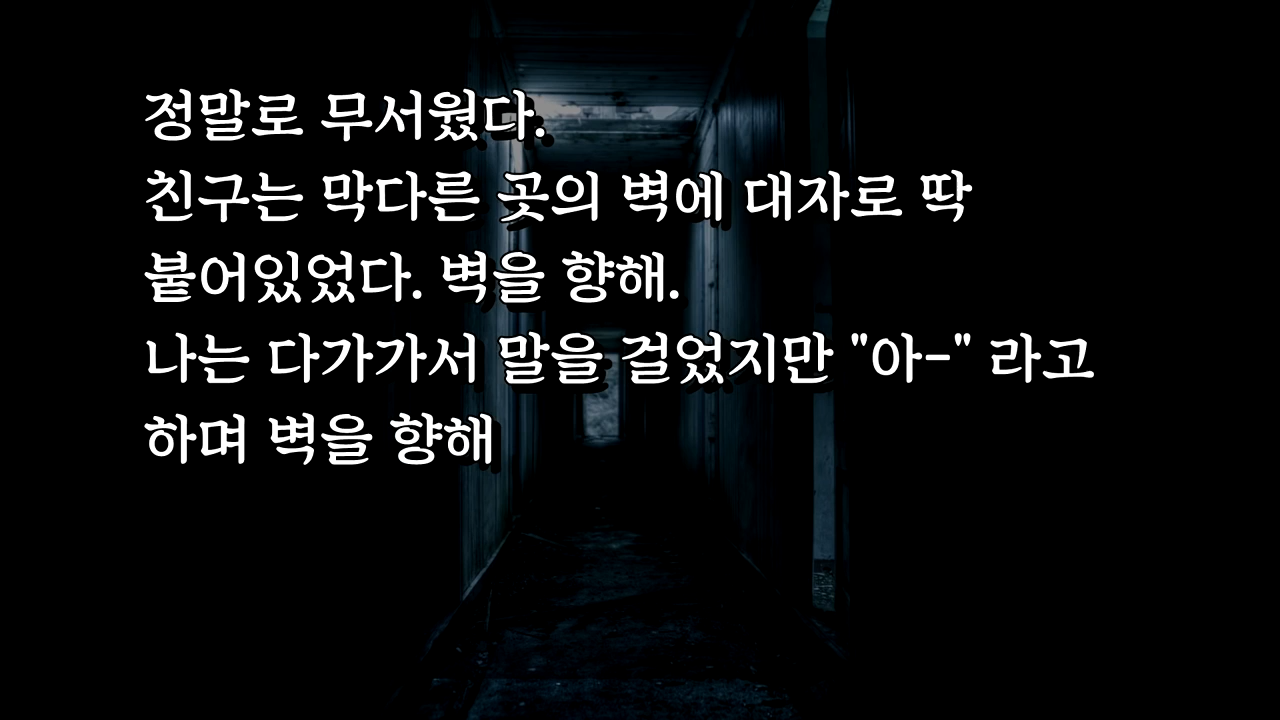 정말로 무서웠다.
친구는 막다른 곳의 벽에 대자로 딱
붙어있었다. 벽을 향해.
나는 다가가서 말을 걸었지만 "아-" 라고
하며 벽을 향해